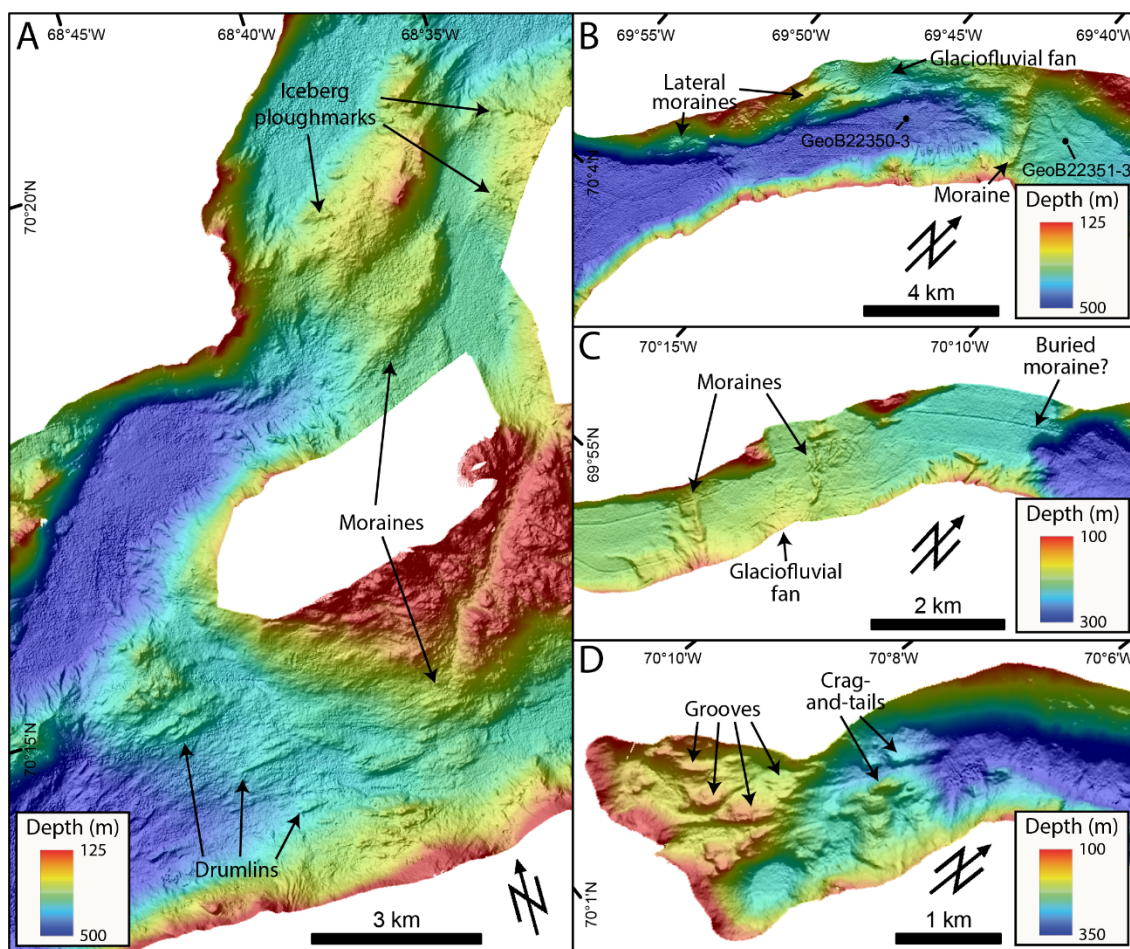 A
68°45'W
68°40'W
68°35'W
Iceberg
ploughmarks
70°20'N
Moraines
70°15'N
Drumlins
Depth (m)
125
500
3 km
N
B
69°55'W
69°50'W
69°45'W
69°40'W
Glaciofluvial fan
Lateral
moraines
GeoB22350-3
GeoB22351-3
70°4'N
Moraine
N
4 km
Depth (m)
125
500
C
70°15'W
70°10'W
Buried
moraine?
Moraines
69°55'N
Glaciofluvial
fan
N
2 km
Depth (m)
100
300
D
70°10'W
70°8'W
70°6'W
Crag-
and-tails
Grooves
70°1'N
N
1 km
Depth (m)
100
350